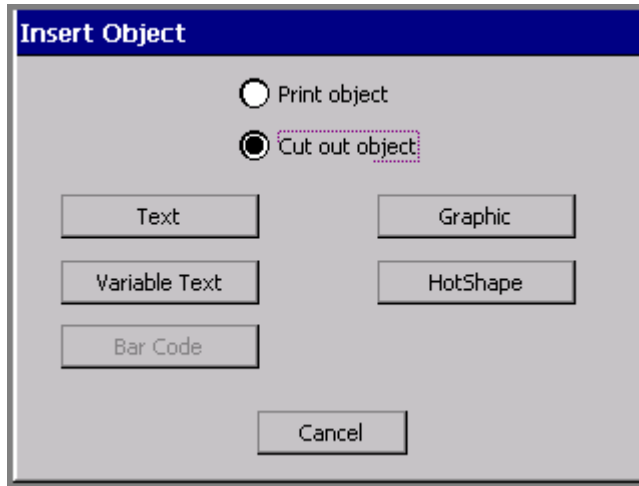 Insert Object
Print object
Cut out object
Text
Graphic
Variable Text
HotShape
Bar Code
Cancel